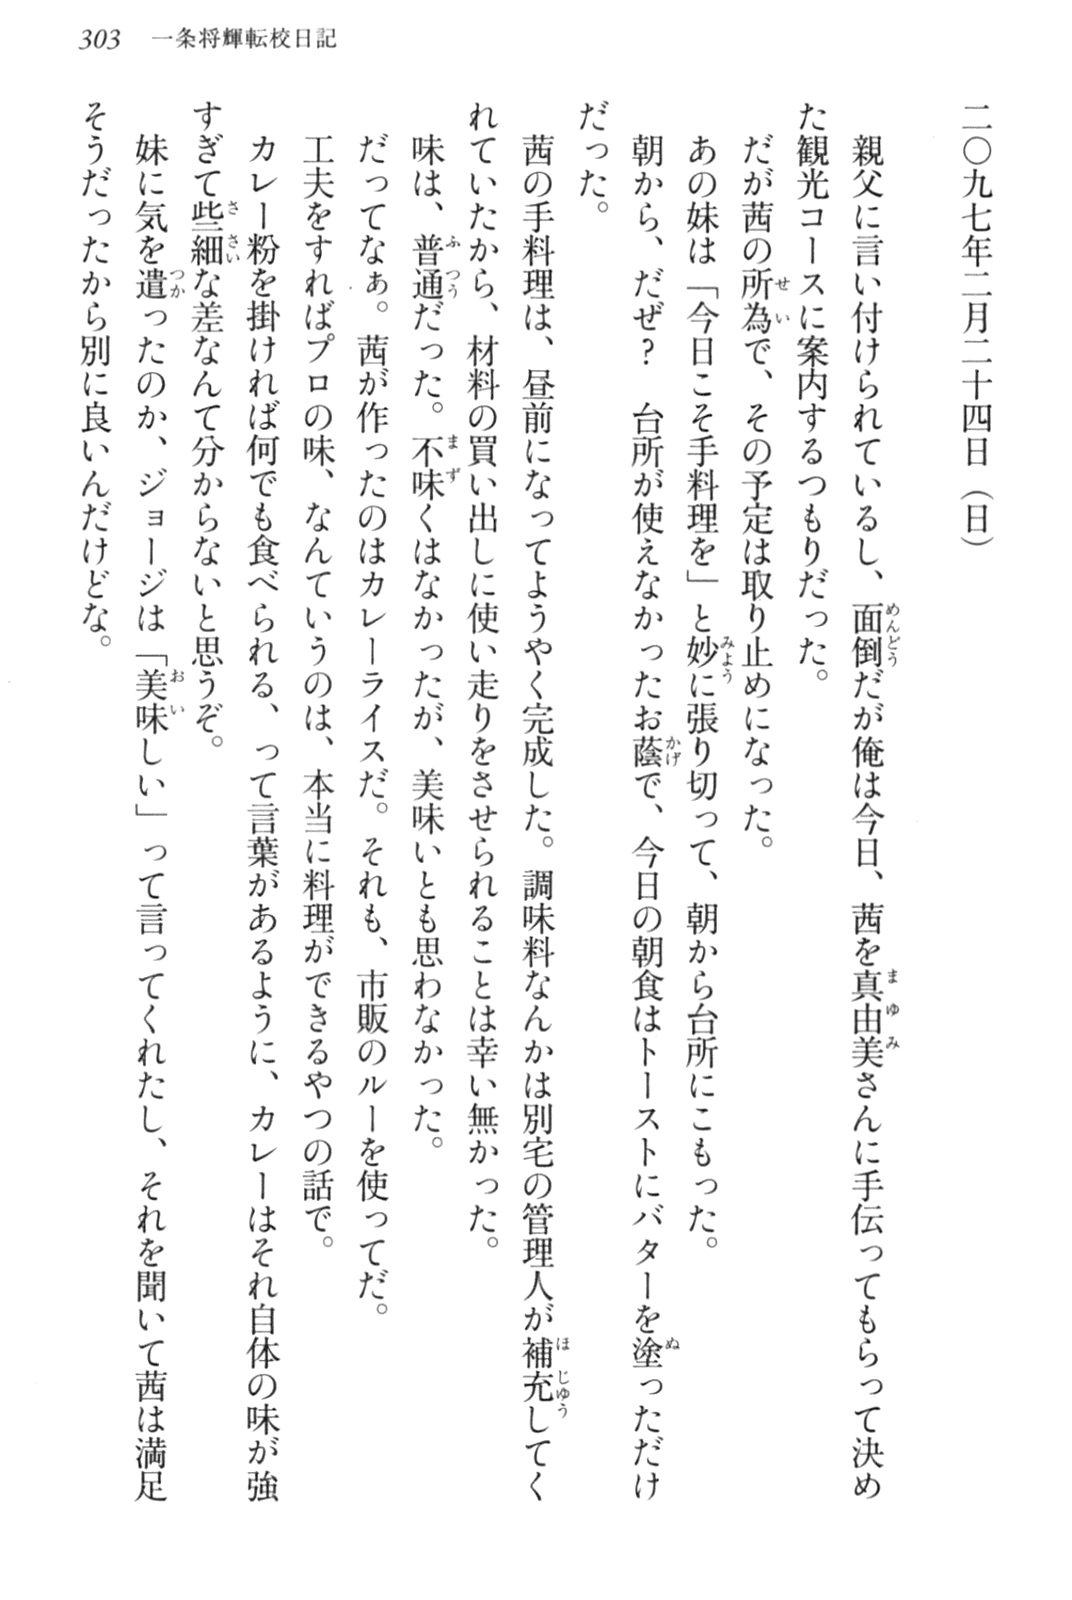 303 一条将輝転校日記
二〇九七年二月二十四日（日）
親父に言い付けられているし、面倒だが俺は今日、茜を真由美さんに手伝ってもらって決め
た観光コースに案内するつもりだった。
だが茜の所為で、その予定は取り止めになった。
あの妹は「今日こそ手料理を」と妙に張り切って、朝から台所にこもった。
朝から、だぜ？　台所が使えなかったお蔭で、今日の朝食はトーストにバターを塗っただけ
だった。
茜の手料理は、昼前になってようやく完成した。調味料なんかは別宅の管理人が補充してく
れていたから、材料の買い出しに使い走りをさせられることは幸い無かった。
味は、普通だった。不味くはなかったが、美味いとも思わなかった。
だってなぁ。茜が作ったのはカレーライスだ。それも、市販のルーを使ってだ。
工夫をすればプロの味、なんていうのは、本当に料理ができるやつの話で。
カレー粉を掛ければ何でも食べられる、って言葉があるように、カレーはそれ自体の味が強
すぎて些細な差なんて分からないと思うぞ。
妹に気を遣ったのか、ジョージは「美味しい」って言ってくれたし、それを聞いて茜は満足
そうだったから別に良いんだけどな。